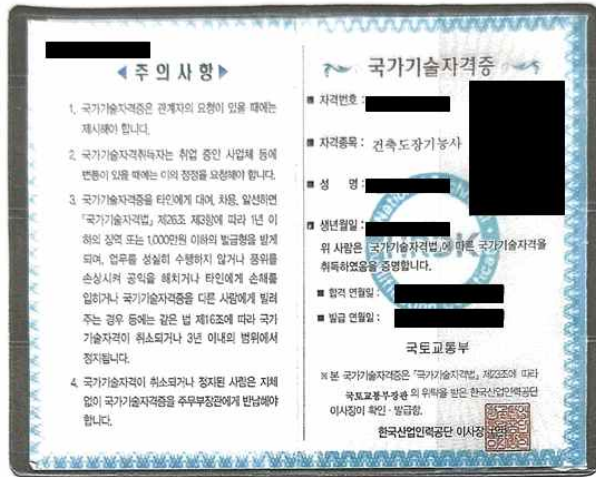 ◀주의사항▶
1. 국가기술자격증은 관계자의 요청이 있을 때에는
제시해야 합니다.
2. 국가기술자격취득자는 취업 중인 사업체 등에
변동이 있을 때에는 이의 정정을 요청해야 합니다.
3. 국가기술자격증을 타인에게 대여, 차용, 알선하면
「국가기술자격법」 제26조 제3항에 따라 1년 이
하의 징역 또는 1,000만원 이하의 벌금형을 받게
되며, 업무를 성실히 수행하지 않거나 품위를
손상시켜 공익을 해치거나 타인에게 손해를
입히거나 국가기술자격증을 다른 사람에게 빌려
주는 경우 등에는 같은 법 제16조에 따라 국가
기술자격이 취소되거나 3년 이내의 범위에서
정지됩니다.
4. 국가기술자격이 취소되거나 정지된 사람은 지체
없이 국가기술자격증을 주무부장관에게 반납해야
합니다.
국가기술자격증
■ 자격번호 :
■ 자격종목 : 건축도장기능사
■ 성 명 :
■ 생년월일 :
위 사람은 「국가기술자격법」에 따른 국가기술자격을
취득하였음을 증명합니다.
■ 합격 연월일 :
■ 발급 연월일 :
국토교통부
※ 본 국가기술자격증은 「국가기술자격법」 제23조에 따라
국토교통부장관의 위탁을 받은 한국산업인력공단
이사장이 확인 · 발급함.
한국산업인력공단 이사장